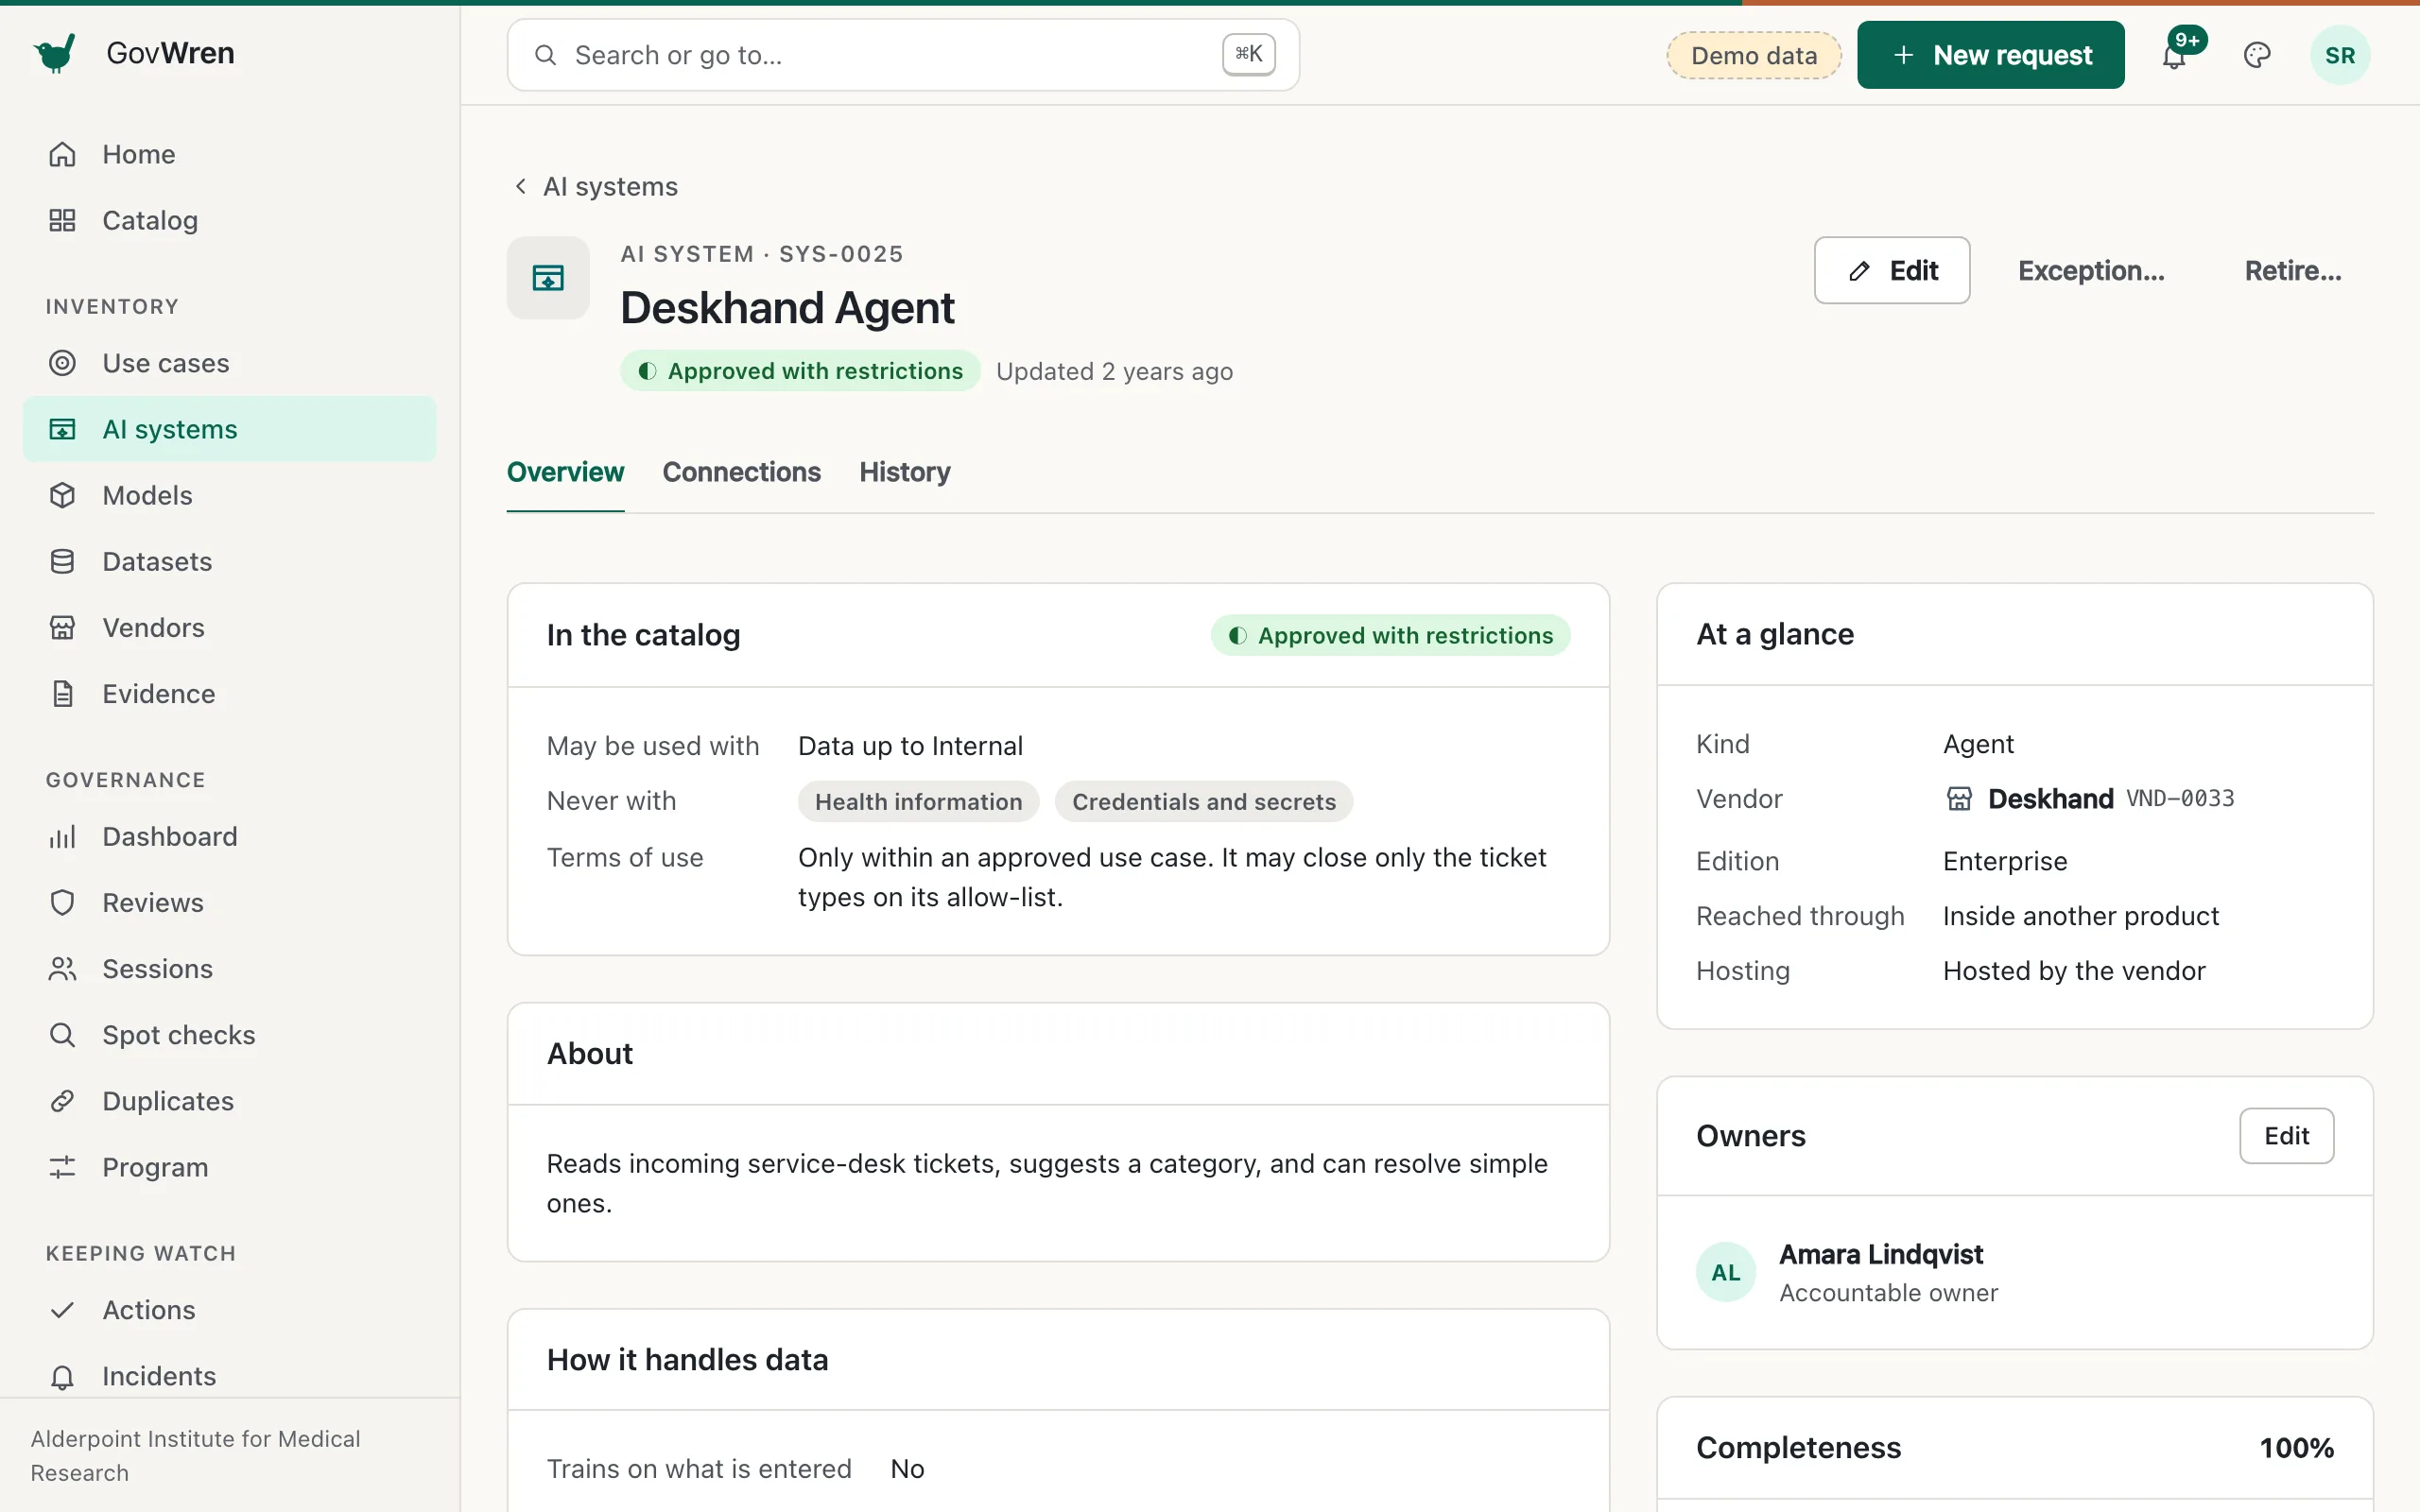 GovWren
Search or go to...
⌘K
Demo data
+ New request
9+
SR
Home
Catalog
INVENTORY
Use cases
AI systems
Models
Datasets
Vendors
Evidence
GOVERNANCE
Dashboard
Reviews
Sessions
Spot checks
Duplicates
Program
KEEPING WATCH
Actions
Incidents
Alderpoint Institute for Medical
Research
AI systems
AI SYSTEM · SYS-0025
Deskhand Agent
Approved with restrictions
Updated 2 years ago
Edit
Exception...
Retire...
Overview
Connections
History
In the catalog
Approved with restrictions
May be used with
Data up to Internal
Never with
Health information
Credentials and secrets
Terms of use
Only within an approved use case. It may close only the ticket
types on its allow-list.
About
Reads incoming service-desk tickets, suggests a category, and can resolve simple
ones.
How it handles data
Trains on what is entered
No
At a glance
Kind
Agent
Vendor
Deskhand VND-0033
Edition
Enterprise
Reached through
Inside another product
Hosting
Hosted by the vendor
Owners
Edit
AL
Amara Lindqvist
Accountable owner
Completeness
100%